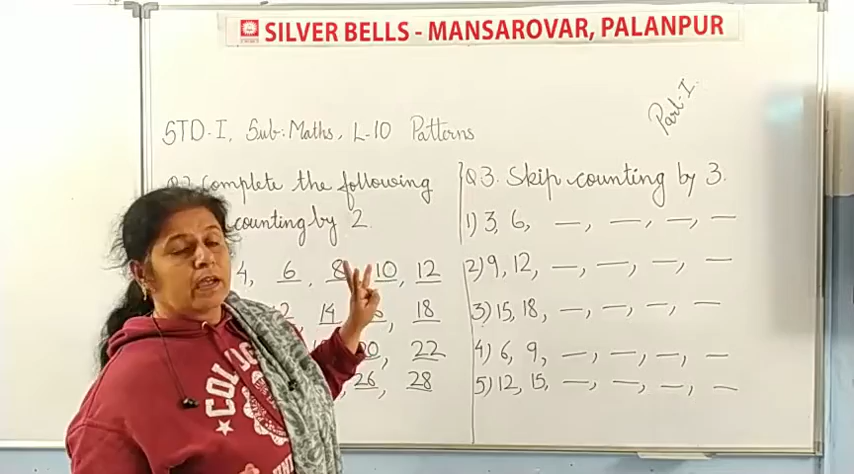 SILVER BELLS - MANSAROVAR, PALANPUR
Part-I.
STD-I, Sub: Maths, L-10 Patterns
Complete the following
counting by 2.
4, 6, 8, 10, 12
14, 18
22
26, 28
Q3. Skip counting by 3.
1) 3, 6, —, —, —, —
2) 9, 12, —, —, —, —
3) 15, 18, —, —, —, —
4) 6, 9, —, —, —, —
5) 12, 15, —, —, —, —
COLLEGE